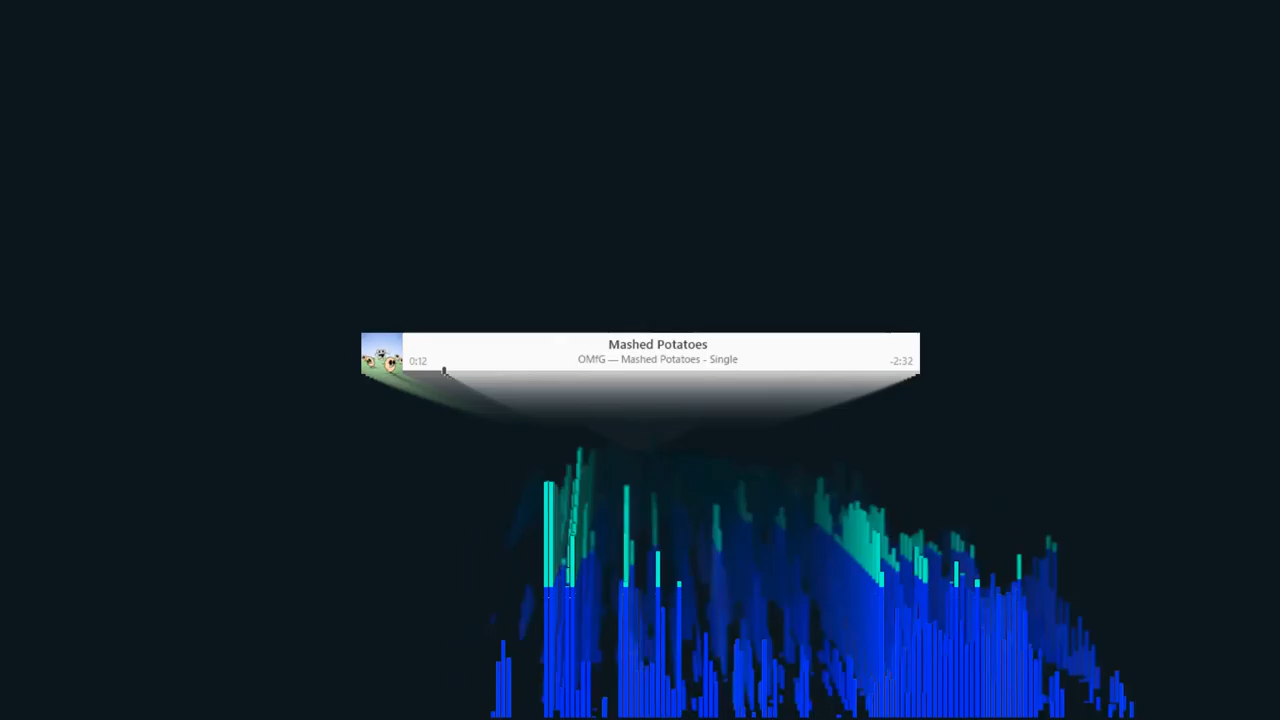 Mashed Potatoes
0:12
OMfG — Mashed Potatoes - Single
-2:32